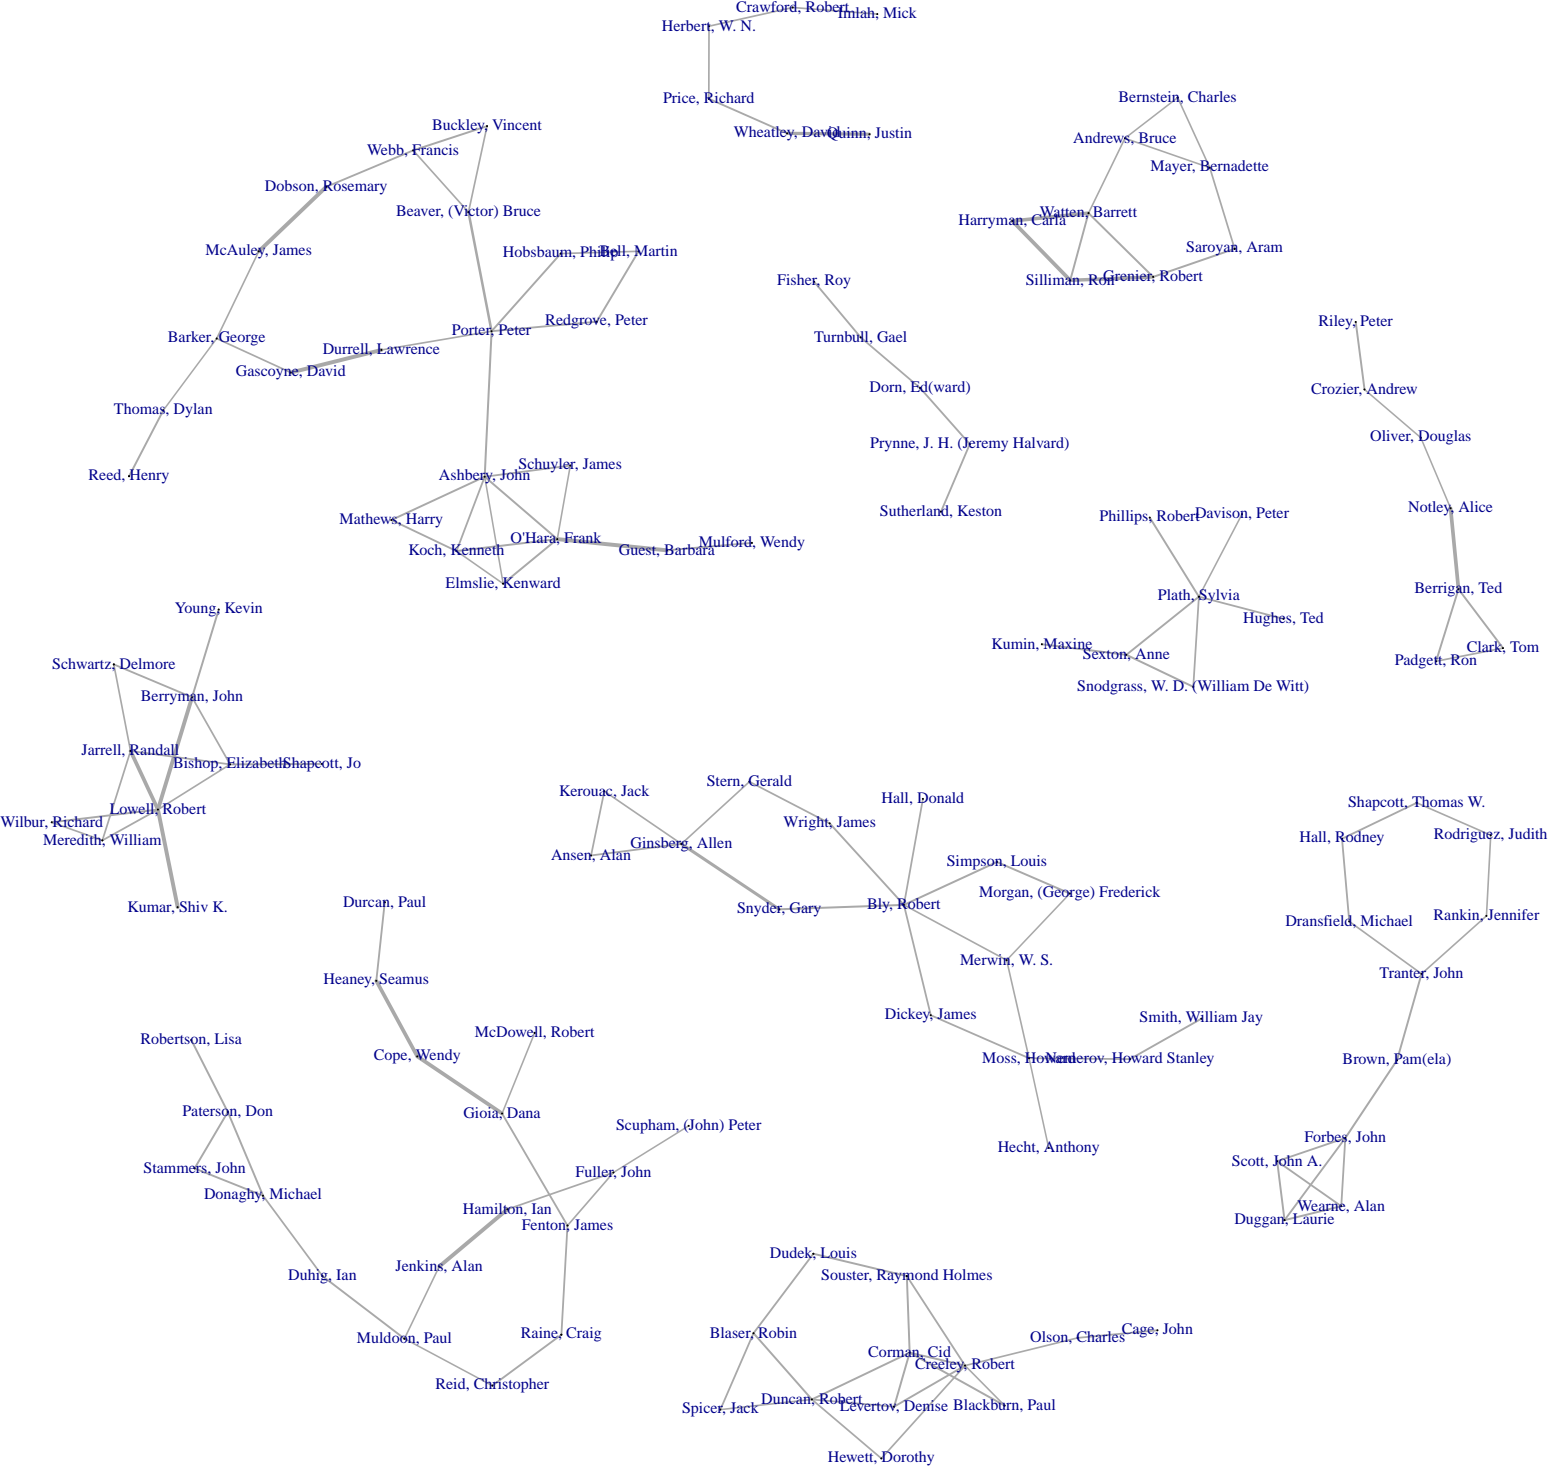 Crawford, Robert
Imlah, Mick
Herbert, W. N.
Price, Richard
Wheatley, David
Quinn, Justin
Bernstein, Charles
Andrews, Bruce
Mayer, Bernadette
Harryman, Carla
Watten, Barrett
Saroyan, Aram
Silliman, Ron
Grenier, Robert
Buckley, Vincent
Webb, Francis
Dobson, Rosemary
Beaver, (Victor) Bruce
McAuley, James
Hobsbaum, Philip
Bell, Martin
Barker, George
Durrell, Lawrence
Gascoyne, David
Porter, Peter
Redgrove, Peter
Thomas, Dylan
Reed, Henry
Ashbery, John
Schuyler, James
Mathews, Harry
Koch, Kenneth
O'Hara, Frank
Guest, Barbara
Mulford, Wendy
Elmslie, Kenward
Fisher, Roy
Turnbull, Gael
Dorn, Ed(ward)
Prynne, J. H. (Jeremy Halvard)
Sutherland, Keston
Riley, Peter
Crozier, Andrew
Oliver, Douglas
Notley, Alice
Berrigan, Ted
Clark, Tom
Padgett, Ron
Phillips, Robert
Davison, Peter
Plath, Sylvia
Hughes, Ted
Kumin, Maxine
Sexton, Anne
Snodgrass, W. D. (William De Witt)
Young, Kevin
Schwartz, Delmore
Berryman, John
Jarrell, Randall
Bishop, Elizabeth
Shapcott, Jo
Lowell, Robert
Wilbur, Richard
Meredith, William
Kumar, Shiv K.
Kerouac, Jack
Stern, Gerald
Hall, Donald
Wright, James
Ansen, Alan
Ginsberg, Allen
Simpson, Louis
Morgan, (George) Frederick
Snyder, Gary
Bly, Robert
Merwin, W. S.
Dickey, James
Smith, William Jay
Moss, Howard
Nemerov, Howard Stanley
Hecht, Anthony
Shapcott, Thomas W.
Hall, Rodney
Rodriguez, Judith
Dransfield, Michael
Rankin, Jennifer
Tranter, John
Brown, Pam(ela)
Forbes, John
Scott, John A.
Wearne, Alan
Duggan, Laurie
Durcan, Paul
Heaney, Seamus
Cope, Wendy
McDowell, Robert
Gioia, Dana
Robertson, Lisa
Paterson, Don
Stammers, John
Donaghy, Michael
Scupham, (John) Peter
Fuller, John
Hamilton, Ian
Fenton, James
Duhig, Ian
Jenkins, Alan
Muldoon, Paul
Raine, Craig
Reid, Christopher
Dudek, Louis
Souster, Raymond Holmes
Blaser, Robin
Olson, Charles
Cage, John
Corman, Cid
Creeley, Robert
Spicer, Jack
Duncan, Robert
Levertov, Denise
Blackburn, Paul
Hewett, Dorothy